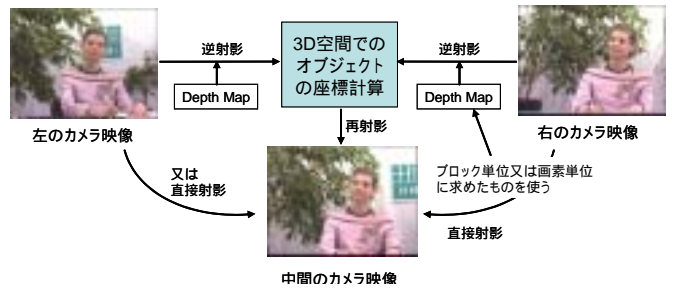 逆射影
Depth Map
左のカメラ映像
3D空間での
オブジェクト
の座標計算
逆射影
Depth Map
右のカメラ映像
再射影
又は
直接射影
ブロック単位又は画素単位
に求めたものを使う
直接射影
中間のカメラ映像